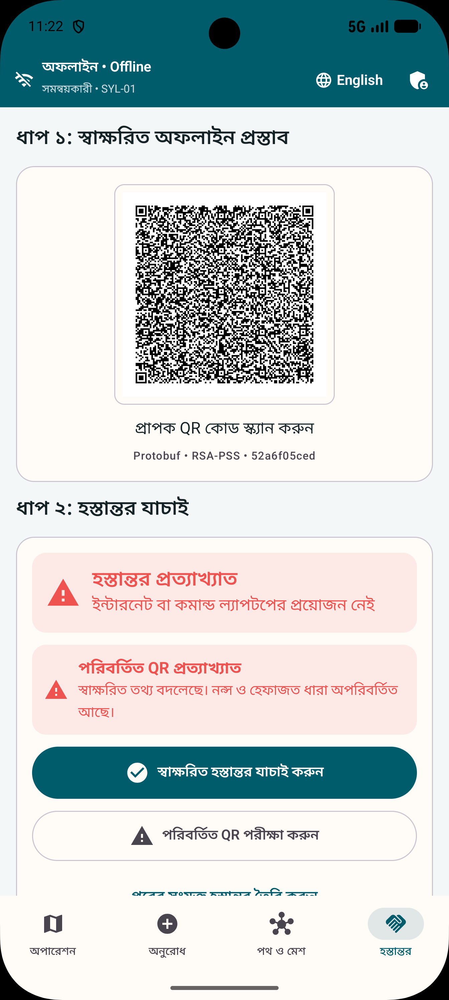 11:22
5G
অফলাইন • Offline
সমন্বয়কারী • SYL-01
English
ধাপ ১: স্বাক্ষরিত অফলাইন প্রস্তাব
প্রাপক QR কোড স্ক্যান করুন
Protobuf • RSA-PSS • 52a6f05ced
ধাপ ২: হস্তান্তর যাচাই
হস্তান্তর প্রত্যাখ্যাত
ইন্টারনেট বা কমান্ড ল্যাপটপের প্রয়োজন নেই
পরিবর্তিত QR প্রত্যাখ্যাত
স্বাক্ষরিত তথ্য বদলেছে। নন্স ও হেফাজত ধারা অপরিবর্তিত
আছে।
স্বাক্ষরিত হস্তান্তর যাচাই করুন
পরিবর্তিত QR পরীক্ষা করুন
অপারেশন
অনুরোধ
পথ ও মেশ
হস্তান্তর